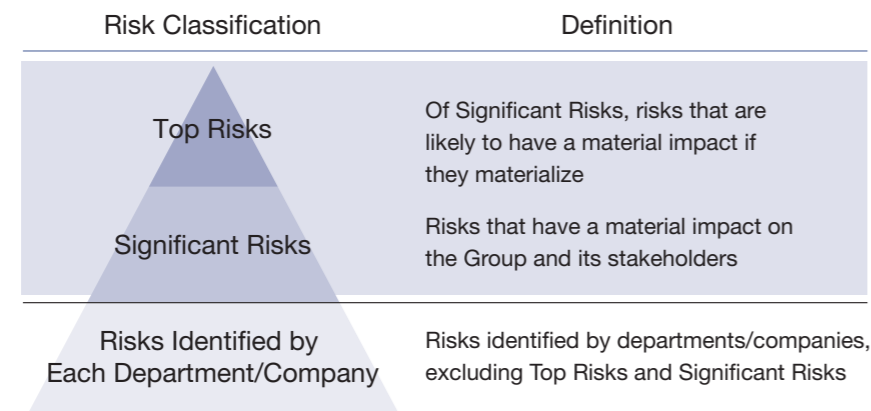 Risk Classification
Definition
Top Risks
Of Significant Risks, risks that are
likely to have a material impact if
they materialize
Significant Risks
Risks that have a material impact on
the Group and its stakeholders
Risks Identified by
Each Department/Company
Risks identified by departments/companies,
excluding Top Risks and Significant Risks